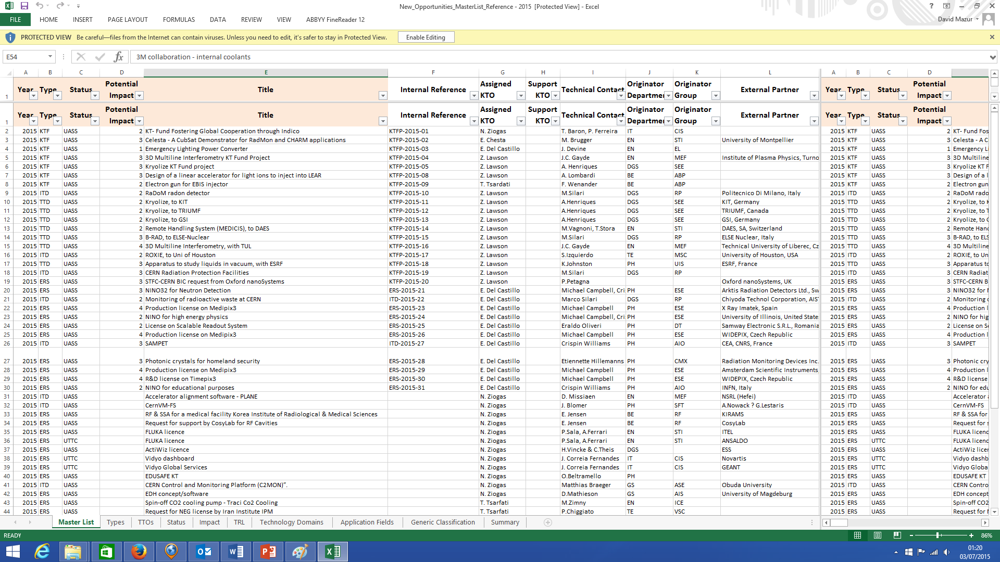 New_Opportunities_MasterList_Reference - 2015 [Protected View] - Excel
FILE HOME INSERT PAGE LAYOUT FORMULAS DATA REVIEW VIEW ABBYY FineReader 12 David Mazur
PROTECTED VIEW Be careful—files from the Internet can contain viruses. Unless you need to edit, it's safer to stay in Protected View. Enable Editing
E54 fx 3M collaboration - internal coolants
A B C D E F G H I J K L A B C D
1 Year Type Status Potential Impact Title Internal Reference Assigned KTO Support KTO Technical Contact Originator Departmen Originator Group External Partner Year Type Status Potential Impact
1 Year Type Status Potential Impact Title Internal Reference Assigned KTO Support KTO Technical Contact Originator Departmen Originator Group External Partner Year Type Status Potential Impact
2 2015 KTF UASS 2 KT- Fund Fostering Global Cooperation through Indico KTFP-2015-01 N. Ziogas T. Baron, P. Ferreira IT CIS 2015 KTF UASS 2 KT- Fund Fos
3 2015 KTF UASS 3 Celesta - A CubSat Demonstrator for RadMon and CHARM applications KTFP-2015-02 E. Chesta M. Brugger EN STI University of Montpellier 2015 KTF UASS 3 Celesta - A C
4 2015 KTF UASS 1 Emergency Lighting Power Converter KTFP-2015-03 E. Del Castillo J. Devine EN EL 2015 KTF UASS 1 Emergency Li
5 2015 KTF UASS 3 3D Multiline Interferometry KT Fund Project KTFP-2015-04 Z. Lawson J.C. Gayde EN MEF Institute of Plasma Physics, Turno 2015 KTF UASS 3 3D Multiline
6 2015 KTF UASS 3 Kryolize KT Fund project KTFP-2015-05 Z. Lawson A. Henriques DGS SEE 2015 KTF UASS 3 Kryolize KT F
7 2015 KTF UASS 3 Design of a linear accelerator for light ions to inject into LEAR KTFP-2015-08 Z. Lawson A. Lombardi BE ABP 2015 KTF UASS 3 Design of a l
8 2015 KTF UASS 2 Electron gun for EBIS injector KTFP-2015-09 T. Tsardati F. Wenander BE ABP 2015 KTF UASS 2 Electron gun
9 2015 ITD UASS 2 RaDoM radon detector KTFP-2015-10 Z. Lawson M.Silari DGS RP Politecnico Di Milano, Italy 2015 ITD UASS 2 RaDoM rado
10 2015 TTD UASS 2 Kryolize, to KIT KTFP-2015-11 Z. Lawson A.Henriques DGS SEE KIT, Germany 2015 TTD UASS 2 Kryolize, to K
11 2015 TTD UASS 2 Kryolize, to TRIUMF KTFP-2015-12 Z. Lawson A.Henriques DGS SEE TRIUMF, Canada 2015 TTD UASS 2 Kryolize, to T
12 2015 TTD UASS 2 Kryolize, to GSI KTFP-2015-13 Z. Lawson A.Henriques DGS SEE GSI, Germany 2015 TTD UASS 2 Kryolize, to G
13 2015 TTD UASS 2 Remote Handling System (MEDICIS), to DAES KTFP-2015-14 Z. Lawson M.Vagnoni, T.Stora EN STI DAES, SA, Switzerland 2015 TTD UASS 2 Remote Hand
14 2015 TTD UASS 3 B-RAD, to ELSE-Nuclear KTFP-2015-15 Z. Lawson M.Silari DGS RP ELSE Nuclear, Italy 2015 TTD UASS 3 B-RAD, to ELS
15 2015 TTD UASS 4 3D Multiline Interferometry, with TUL KTFP-2015-16 Z. Lawson J.C. Gayde EN MEF Technical University of Liberec, Cz 2015 TTD UASS 4 3D Multiline
16 2015 ITD UASS 2 ROXIE, to Uni of Houston KTFP-2015-17 Z. Lawson S.Izquierdo TE MSC University of Houston, USA 2015 ITD UASS 2 ROXIE, to Un
17 2015 TTD UASS 3 Apparatus to study liquids in vacuum, with ESRF KTFP-2015-18 Z. Lawson K.Johnston PH UIS ESRF, France 2015 TTD UASS 3 Apparatus to
18 2015 ITD UASS 3 CERN Radiation Protection Facilities KTFP-2015-19 Z. Lawson M.Silari DGS RP 2015 ITD UASS 3 CERN Radiat
19 2015 ERS UASS 3 STFC-CERN BIC request from Oxford nanoSystems KTFP-2015-20 Z. Lawson P.Petagna Oxford nanoSystems, UK 2015 ERS UASS 3 STFC-CERN B
20 2015 ERS UASS 3 NINO32 for Neutron Detection ERS-2015-21 E. Del Castillo Michael Campbell, Cri PH ESE Arktis Radiation Detectors Ltd., Sw 2015 ERS UASS 3 NINO32 for N
21 2015 ITD UASS 2 Monitoring of radioactive waste at CERN ITD-2015-22 E. Del Castillo Marco Silari DGS RP Chiyoda Technol Corporation, AIST 2015 ITD UASS 2 Monitoring o
22 2015 ERS UASS 4 Production license on Medipix3 ERS-2015-23 E. Del Castillo Michael Campbell PH ESE X Ray Imatek, Spain 2015 ERS UASS 4 Production l
23 2015 ERS UASS 2 NINO for high energy physics ERS-2015-24 E. Del Castillo Michael Campbell, Cri PH ESE University of Illinois, United State 2015 ERS UASS 2 NINO for hig
24 2015 ERS UASS 2 License on Scalable Readout System ERS-2015-25 E. Del Castillo Eraldo Oliveri PH DT Samway Electronic S.R.L., Romania 2015 ERS UASS 2 License on S
25 2015 ERS UASS 4 Production license on Medipix3 ERS-2015-26 E. Del Castillo Michael Campbell PH ESE WIDEPIX, Czech Republic 2015 ERS UASS 4 Production l
26 2015 ITD UASS 3 SAMPET ITD-2015-27 E. Del Castillo Crispin Williams PH AIO CEA, CNRS, France 2015 ITD UASS 3 SAMPET
27 2015 ERS UASS 3 Photonic crystals for homeland security ERS-2015-28 E. Del Castillo Etiennette Hillemanns PH CMX Radiation Monitoring Devices Inc. 2015 ERS UASS 3 Photonic cry
28 2015 ERS UASS 4 Production license on Medipix3 ERS-2015-29 E. Del Castillo Michael Campbell PH ESE Amsterdam Scientific Instruments 2015 ERS UASS 4 Production l
29 2015 ERS UASS 4 R&D license on Timepix3 ERS-2015-30 E. Del Castillo Michael Campbell PH ESE WIDEPIX, Czech Republic 2015 ERS UASS 4 R&D license
30 2015 ERS UASS 2 NINO for educational purposes ERS-2015-31 E. Del Castillo Crispin Williams PH AIO INFN, Italy 2015 ERS UASS 2 NINO for edu
31 2015 ITD UASS Accelerator alignment software - PLANE N. Ziogas D. Missiaen EN MEF NSRL (Hefei) 2015 ITD UASS Accelerator a
32 2015 ITD UASS CernVM-FS N. Ziogas J. Blomer PH SFT A.Nowack ? G.Lestaris 2015 ITD UASS CernVM-FS
33 2015 ERS UASS RF & SSA for a medical facility Korea Institute of Radiological & Medical Sciences N. Ziogas E. Jensen BE RF KIRAMS 2015 ERS UASS RF & SSA for
34 2015 ERS UASS Request for support by CosyLab for RF Cavities N. Ziogas E. Jensen BE RF CosyLab 2015 ERS UASS Request for s
35 2015 ERS UASS FLUKA licence N. Ziogas P.Sala, A.Ferrari EN STI ITEL 2015 ERS UASS FLUKA licenc
36 2015 ERS UTTC FLUKA licence N. Ziogas P.Sala, A.Ferrari EN STI ANSALDO 2015 ERS UTTC FLUKA licenc
37 2015 ERS UASS ActiWiz licence N. Ziogas H.Vincke & C.Theis DGS ESS 2015 ERS UASS ActiWiz licer
38 2015 ERS UTTC Vidyo dashboard N. Ziogas J. Correia Fernandes IT CIS Novartis 2015 ERS UTTC Vidyo dashb
39 2015 ERS UTTC Vidyo Global Services N. Ziogas J. Correia Fernandes IT CIS GEANT 2015 ERS UTTC Vidyo Globa
40 2015 ERS UASS EDUSAFE KT N. Ziogas O.Beltramello PH 2015 ERS UASS EDUSAFE KT
41 2015 ITD UASS CERN Control and Monitoring Platform (C2MON)”. N. Ziogas Matthias Braeger GS ASE Obuda University 2015 ITD UASS CERN Contro
42 2015 ERS UASS EDH concept/software N. Ziogas D.Mathieson GS AIS University of Magdeburg 2015 ERS UASS EDH concept
43 2015 ERS UASS Spin-off CO2 cooling pump - Traci Co2 Cooling T. Tsarfati M.Zimny EN ICE 2015 ERS UASS Spin-off CO2
44 2015 ERS UASS Request for NEG license by Iran Institute IPM T. Tsarfati P.Chiggiato TE VSC 2015 ERS UASS Request for N
Master List Types TTOs Status Impact TRL Technology Domains Application Fields Generic Classification Summary
READY 86%
01:20
03/07/2015